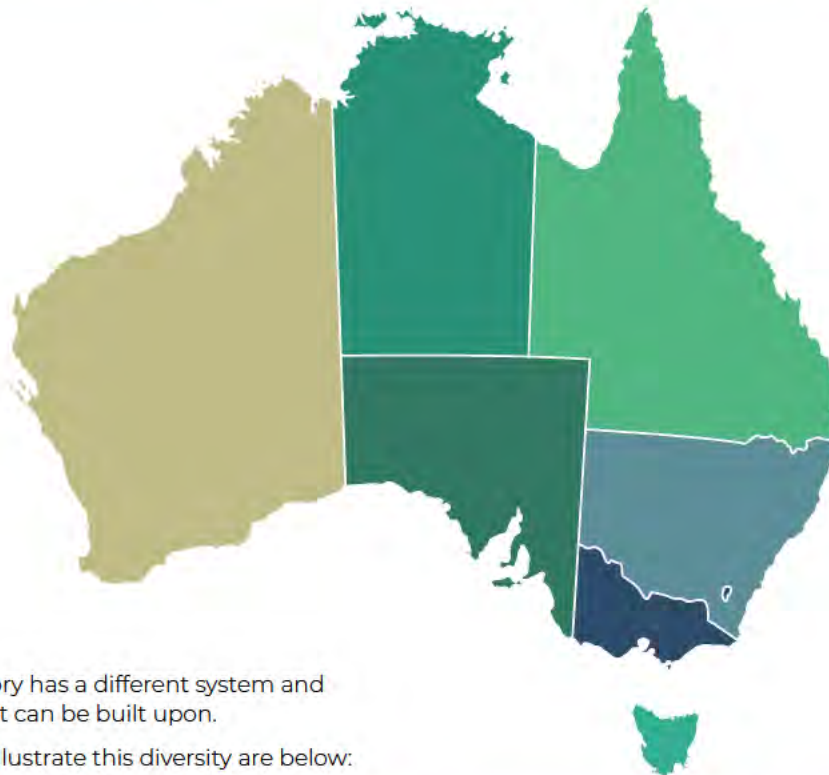 ory has a different system and
t can be built upon.
llustrate this diversity are below: